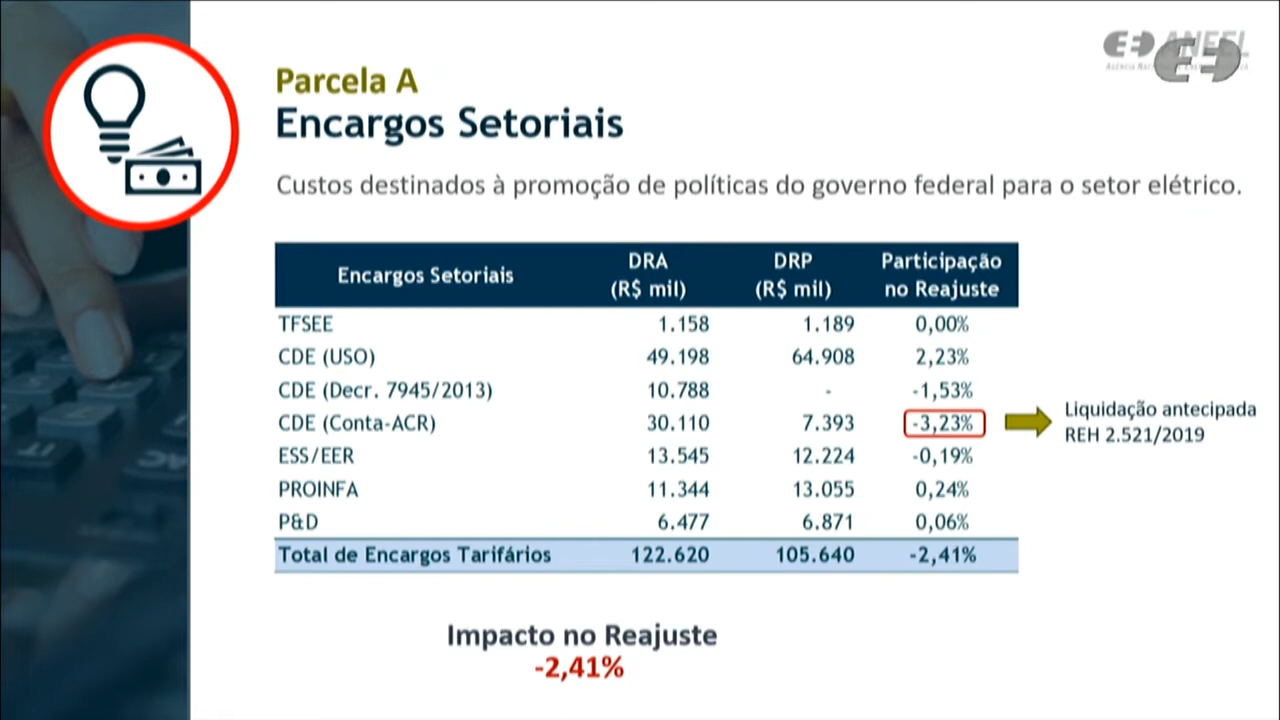 ANEEL
Parcela A
Encargos Setoriais
Custos destinados à promoção de políticas do governo federal para o setor elétrico.
Encargos Setoriais DRA (R$ mil) DRP (R$ mil) Participação no Reajuste
TFSEE 1.158 1.189 0,00%
CDE (USO) 49.198 64.908 2,23%
CDE (Decr. 7945/2013) 10.788 - -1,53%
CDE (Conta-ACR) 30.110 7.393 -3,23%
Liquidação antecipada
REH 2.521/2019
ESS/EER 13.545 12.224 -0,19%
PROINFA 11.344 13.055 0,24%
P&D 6.477 6.871 0,06%
Total de Encargos Tarifários 122.620 105.640 -2,41%
Impacto no Reajuste
-2,41%